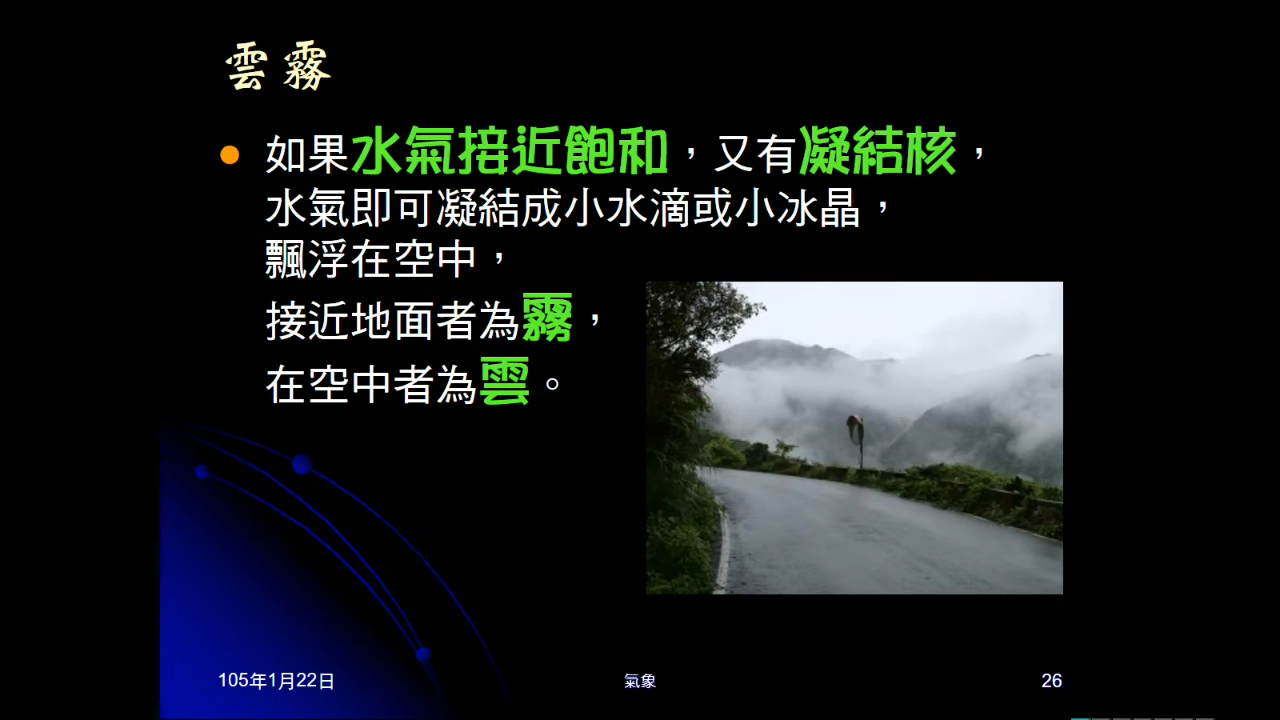 雲霧
如果水氣接近飽和，又有凝結核，
水氣即可凝結成小水滴或小冰晶，
飄浮在空中，
接近地面者為霧，
在空中者為雲。
105年1月22日
氣象
26